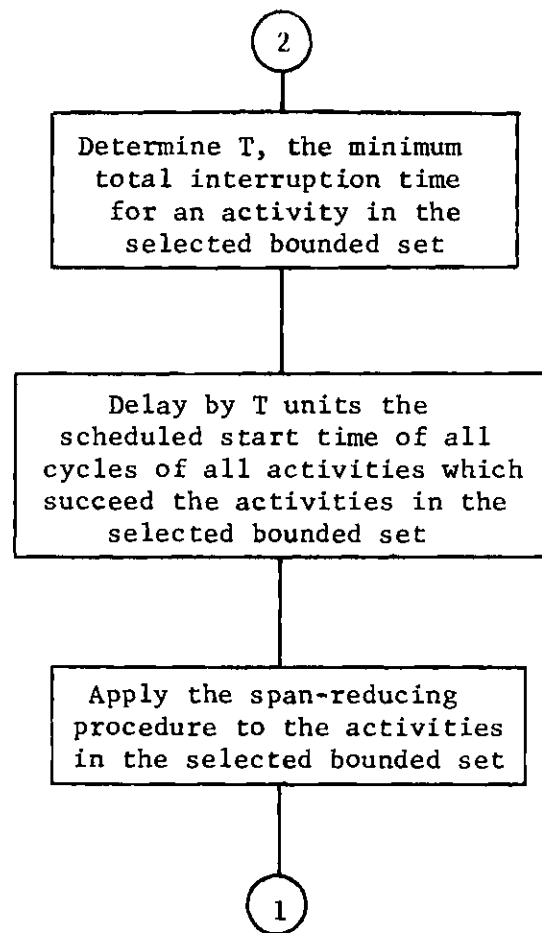 2
Determine T, the minimum
total interruption time
for an activity in the
selected bounded set
Delay by T units the
scheduled start time of all
cycles of all activities which
succeed the activities in the
selected bounded set
Apply the span-reducing
procedure to the activities
in the selected bounded set
1